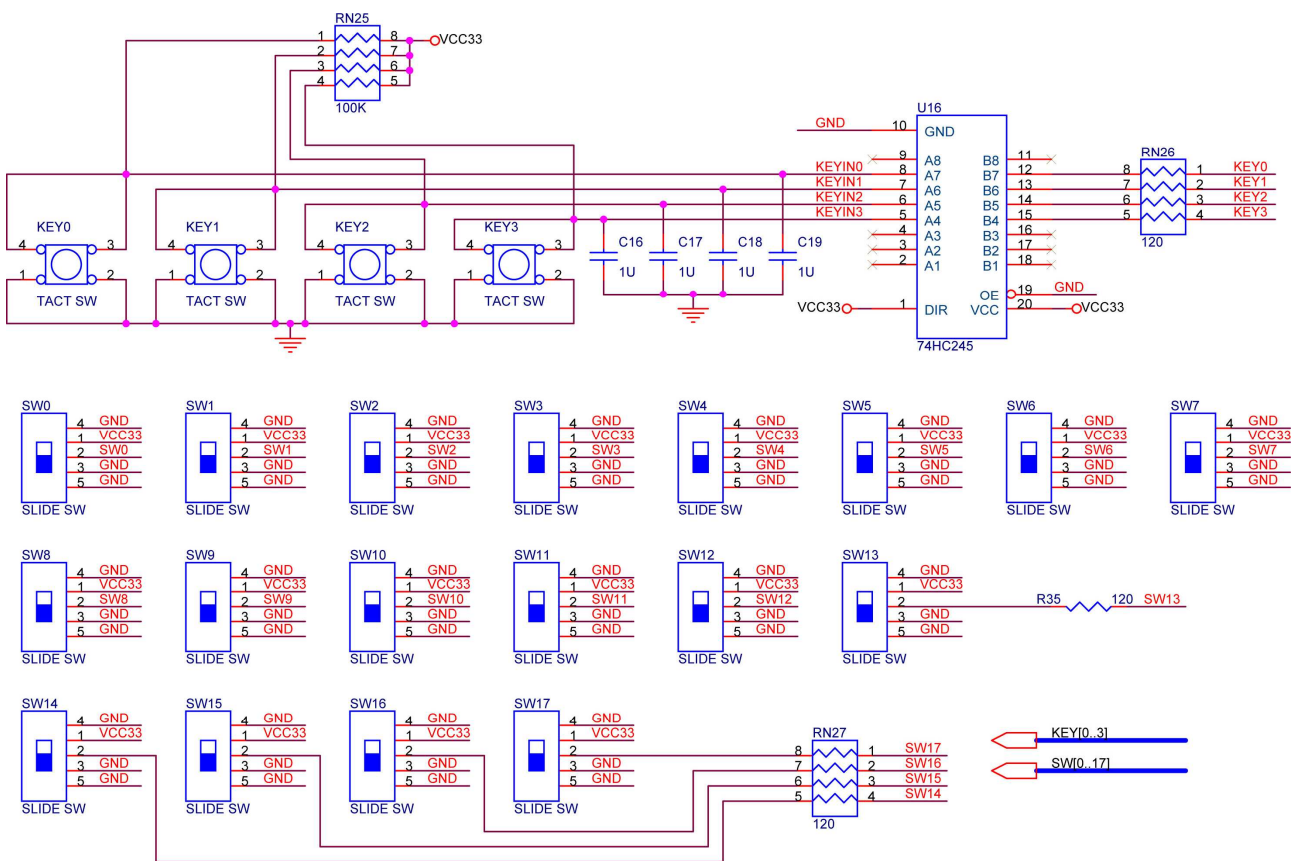 RN25
1 8 VCC33
2 7
3 6
4 5
100K
U16
GND 10 GND
9 A8 B8 11
KEYIN0 8 A7 B7 12
KEYIN1 7 A6 B6 13
KEYIN2 6 A5 B5 14
KEYIN3 5 A4 B4 15
4 A3 B3 16
3 A2 B2 17
2 A1 B1 18
OE 19 GND
VCC33 1 DIR VCC 20 VCC33
74HC245
RN26
8 1 KEY0
7 2 KEY1
6 3 KEY2
5 4 KEY3
120
KEY0 KEY1 KEY2 KEY3
4 3 4 3 4 3 4 3
1 2 1 2 1 2 1 2
TACT SW TACT SW TACT SW TACT SW
C16 C17 C18 C19
1U 1U 1U 1U
SW0 SW1 SW2 SW3 SW4 SW5 SW6 SW7
4 GND 4 GND 4 GND 4 GND 4 GND 4 GND 4 GND 4 GND
1 VCC33 1 VCC33 1 VCC33 1 VCC33 1 VCC33 1 VCC33 1 VCC33 1 VCC33
2 SW0 2 SW1 2 SW2 2 SW3 2 SW4 2 SW5 2 SW6 2 SW7
3 GND 3 GND 3 GND 3 GND 3 GND 3 GND 3 GND 3 GND
5 GND 5 GND 5 GND 5 GND 5 GND 5 GND 5 GND 5 GND
SLIDE SW SLIDE SW SLIDE SW SLIDE SW SLIDE SW SLIDE SW SLIDE SW SLIDE SW
SW8 SW9 SW10 SW11 SW12 SW13
4 GND 4 GND 4 GND 4 GND 4 GND 4 GND
1 VCC33 1 VCC33 1 VCC33 1 VCC33 1 VCC33 1 VCC33
2 SW8 2 SW9 2 SW10 2 SW11 2 SW12 2 R35 120 SW13
3 GND 3 GND 3 GND 3 GND 3 GND 3 GND
5 GND 5 GND 5 GND 5 GND 5 GND 5 GND
SLIDE SW SLIDE SW SLIDE SW SLIDE SW SLIDE SW SLIDE SW
SW14 SW15 SW16 SW17
4 GND 4 GND 4 GND 4 GND
1 VCC33 1 VCC33 1 VCC33 1 VCC33
2 2 2 2
3 GND 3 GND 3 GND 3 GND
5 GND 5 GND 5 GND 5 GND
SLIDE SW SLIDE SW SLIDE SW SLIDE SW
RN27
8 1 SW17
7 2 SW16
6 3 SW15
5 4 SW14
120
KEY[0..3]
SW[0..17]